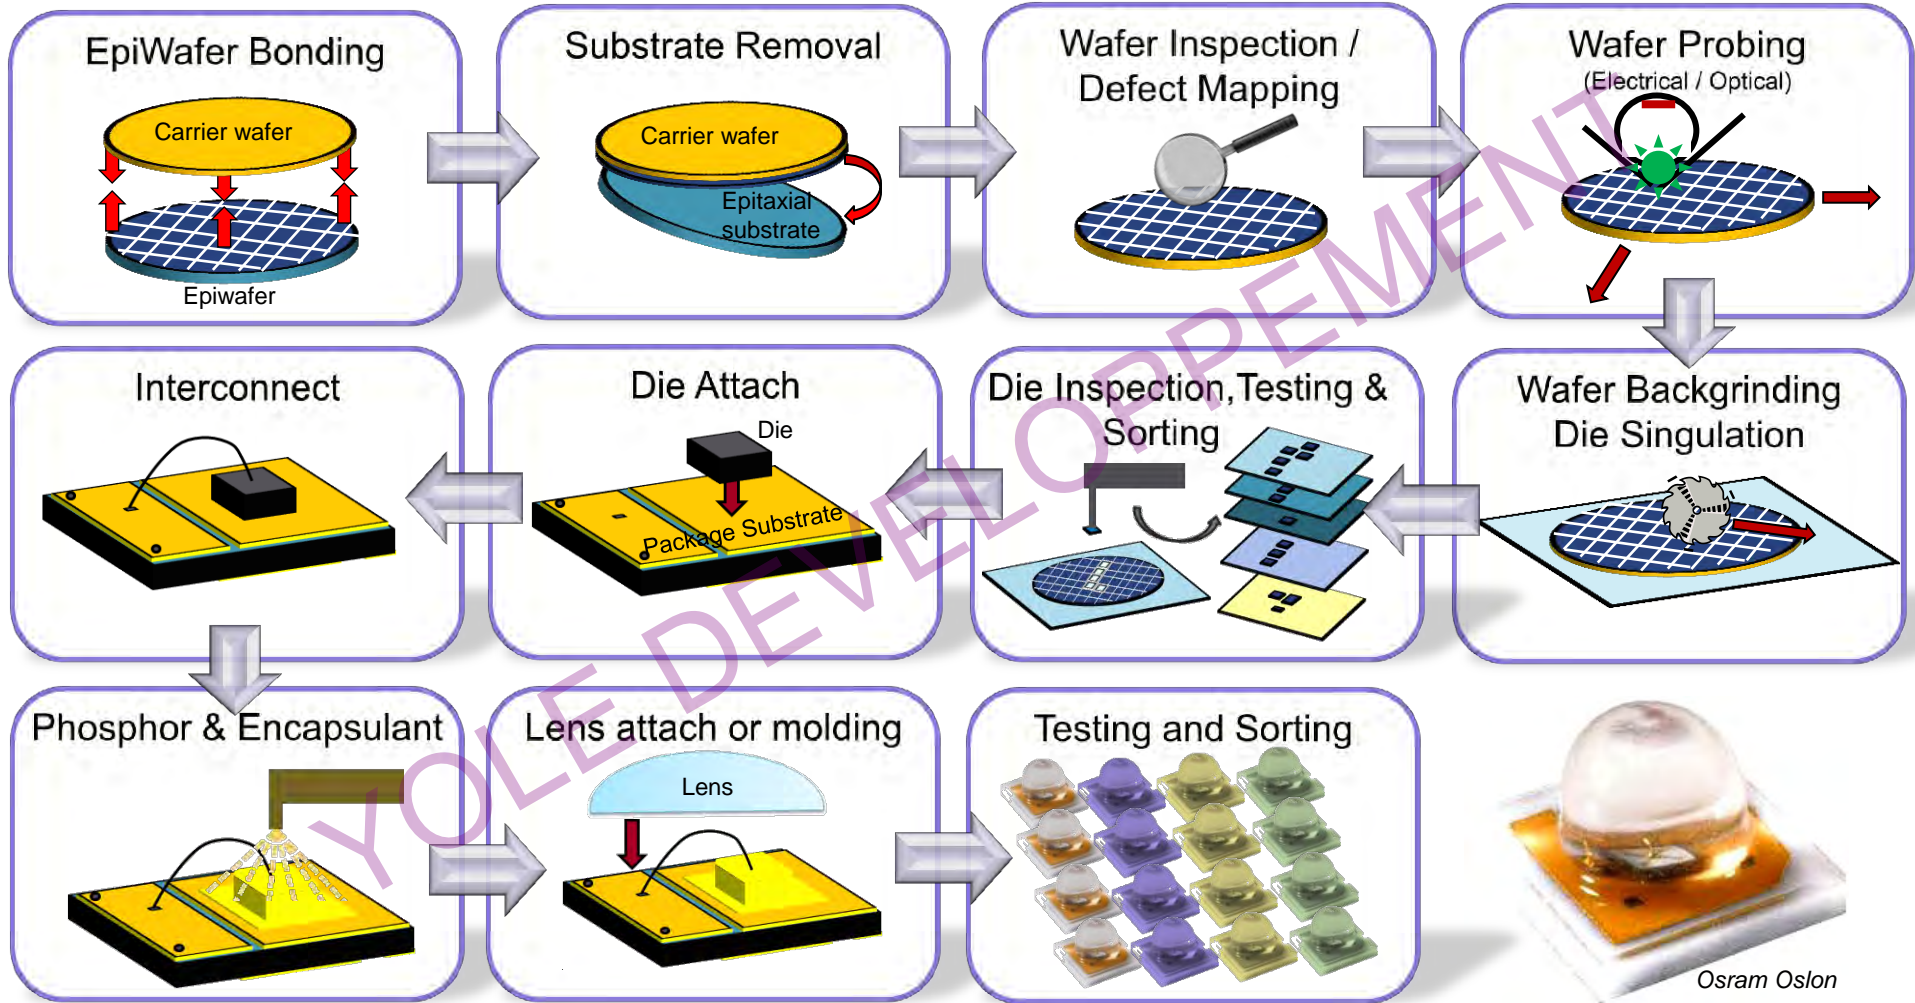 EpiWafer Bonding
Carrier wafer
Epiwafer
Substrate Removal
Carrier wafer
Epitaxial
substrate
Wafer Inspection /
Defect Mapping
Wafer Probing
(Electrical / Optical)
Interconnect
Die Attach
Die
Package Substrate
Die Inspection,Testing &
Sorting
Wafer Backgrinding
Die Singulation
Phosphor & Encapsulant
Lens attach or molding
Lens
Testing and Sorting
Osram Oslon
YOLE DEVELOPPEMENT